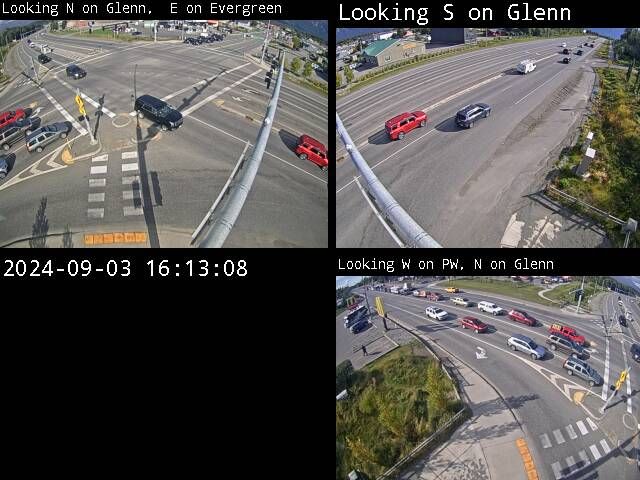 Looking N on Glenn,  E on Evergreen
Looking S on Glenn
2024-09-03 16:13:08
Looking W on PW, N on Glenn